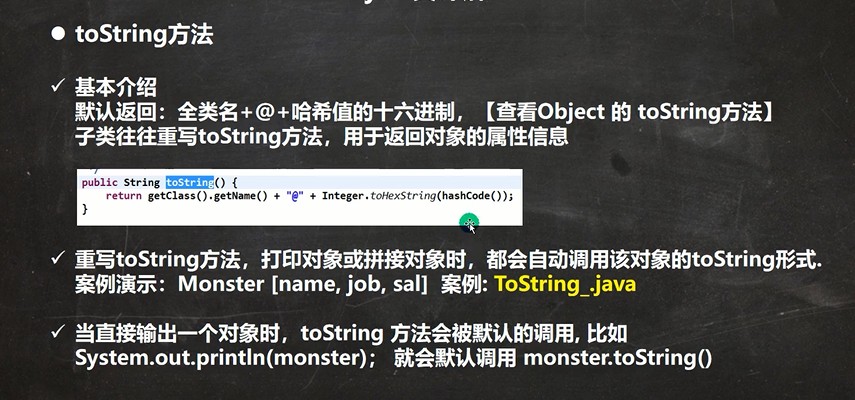 toString方法
基本介绍
默认返回：全类名+@+哈希值的十六进制，【查看Object 的 toString方法】
子类往往重写toString方法，用于返回对象的属性信息
public String toString() {
return getClass().getName() + "@" + Integer.toHexString(hashCode());
}
重写toString方法，打印对象或拼接对象时，都会自动调用该对象的toString形式.
案例演示：Monster [name, job, sal] 案例: ToString_.java
当直接输出一个对象时，toString 方法会被默认的调用, 比如
System.out.println(monster)； 就会默认调用 monster.toString()